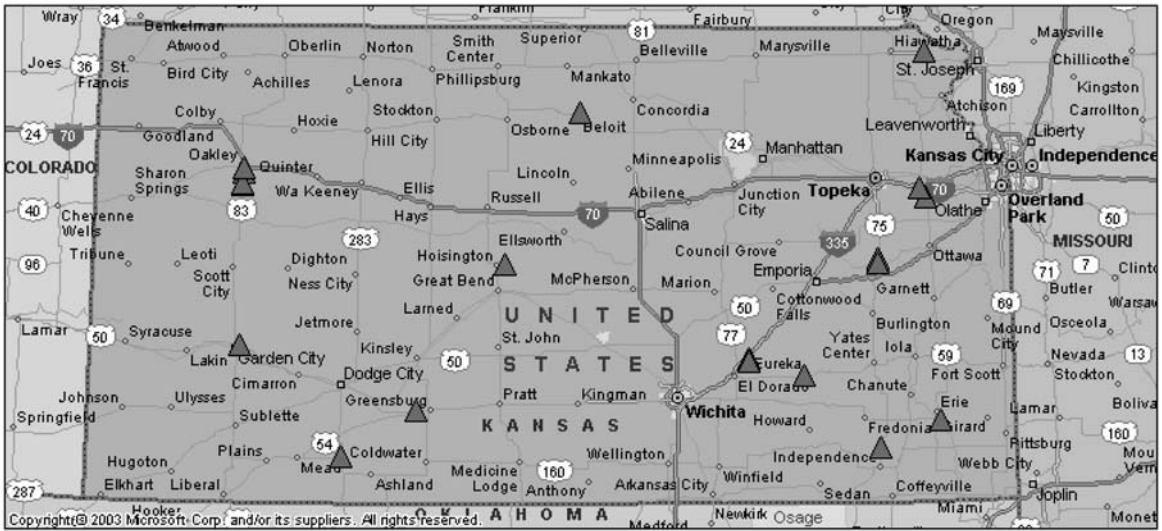 Wray
34
Benkelman
Franklin
Fairbury
City
City
Oregon
Maysville
Atwood
Oberlin
Norton
Smith
Center
Superior
81
Belleville
Marysville
Hiawatha
Chillicothe
Joes
36
St.
Francis
Bird City
Achilles
Lenora
Phillipsburg
Mankato
St. Joseph
169
Kingston
Carrollton
Colby
Hoxie
Stockton
Concordia
Atchison
24
70
Goodland
Hill City
Osborne
Beloit
24
Manhattan
Leavenworth
Liberty
COLORADO
Oakley
Quinter
Minneapolis
Kansas City
Independence
Sharon
Springs
Wa Keeney
Ellis
Lincoln
Abilene
Topeka
70
40
83
Hays
Russell
70
Salina
Junction
City
75
Olathe
Overland
Park
50
Cheyenne
Wells
283
Ellsworth
Council Grove
335
MISSOURI
Tribune
Leoti
Dighton
Hoisington
Emporia
Ottawa
7
96
Scott
City
Ness City
Great Bend
McPherson
Marion
Garnett
71
Clinto
Butler
Larned
50
Cottonwood
Falls
69
Warsaw
Lamar
50
Syracuse
Jetmore
UNITED
77
Burlington
Mound
City
Osceola
St. John
Lakin
Garden City
Kinsley
50
STATES
Eureka
Yates
Center
Iola
59
Nevada
13
Cimarron
Dodge City
El Dorado
Chanute
Fort Scott
Stockton
Johnson
Ulysses
Greensburg
Pratt
Kingman
Wichita
Erie
Lamar
Boliva
Springfield
Sublette
KANSAS
Howard
Fredonia
Girard
160
54
Plains
Mead
Coldwater
Wellington
Independence
Pittsburg
Hugoton
Medicine
Lodge
160
Winfield
Webb City
Mou
Vern
287
Elkhart
Liberal
Ashland
Anthony
Arkansas City
Sedan
Coffeyville
Joplin
Hooker
OKLAHOMA
Medford
Newkirk
Osage
Miami
Monet
Copyright© 2003 Microsoft Corp. and/or its suppliers. All rights reserved.